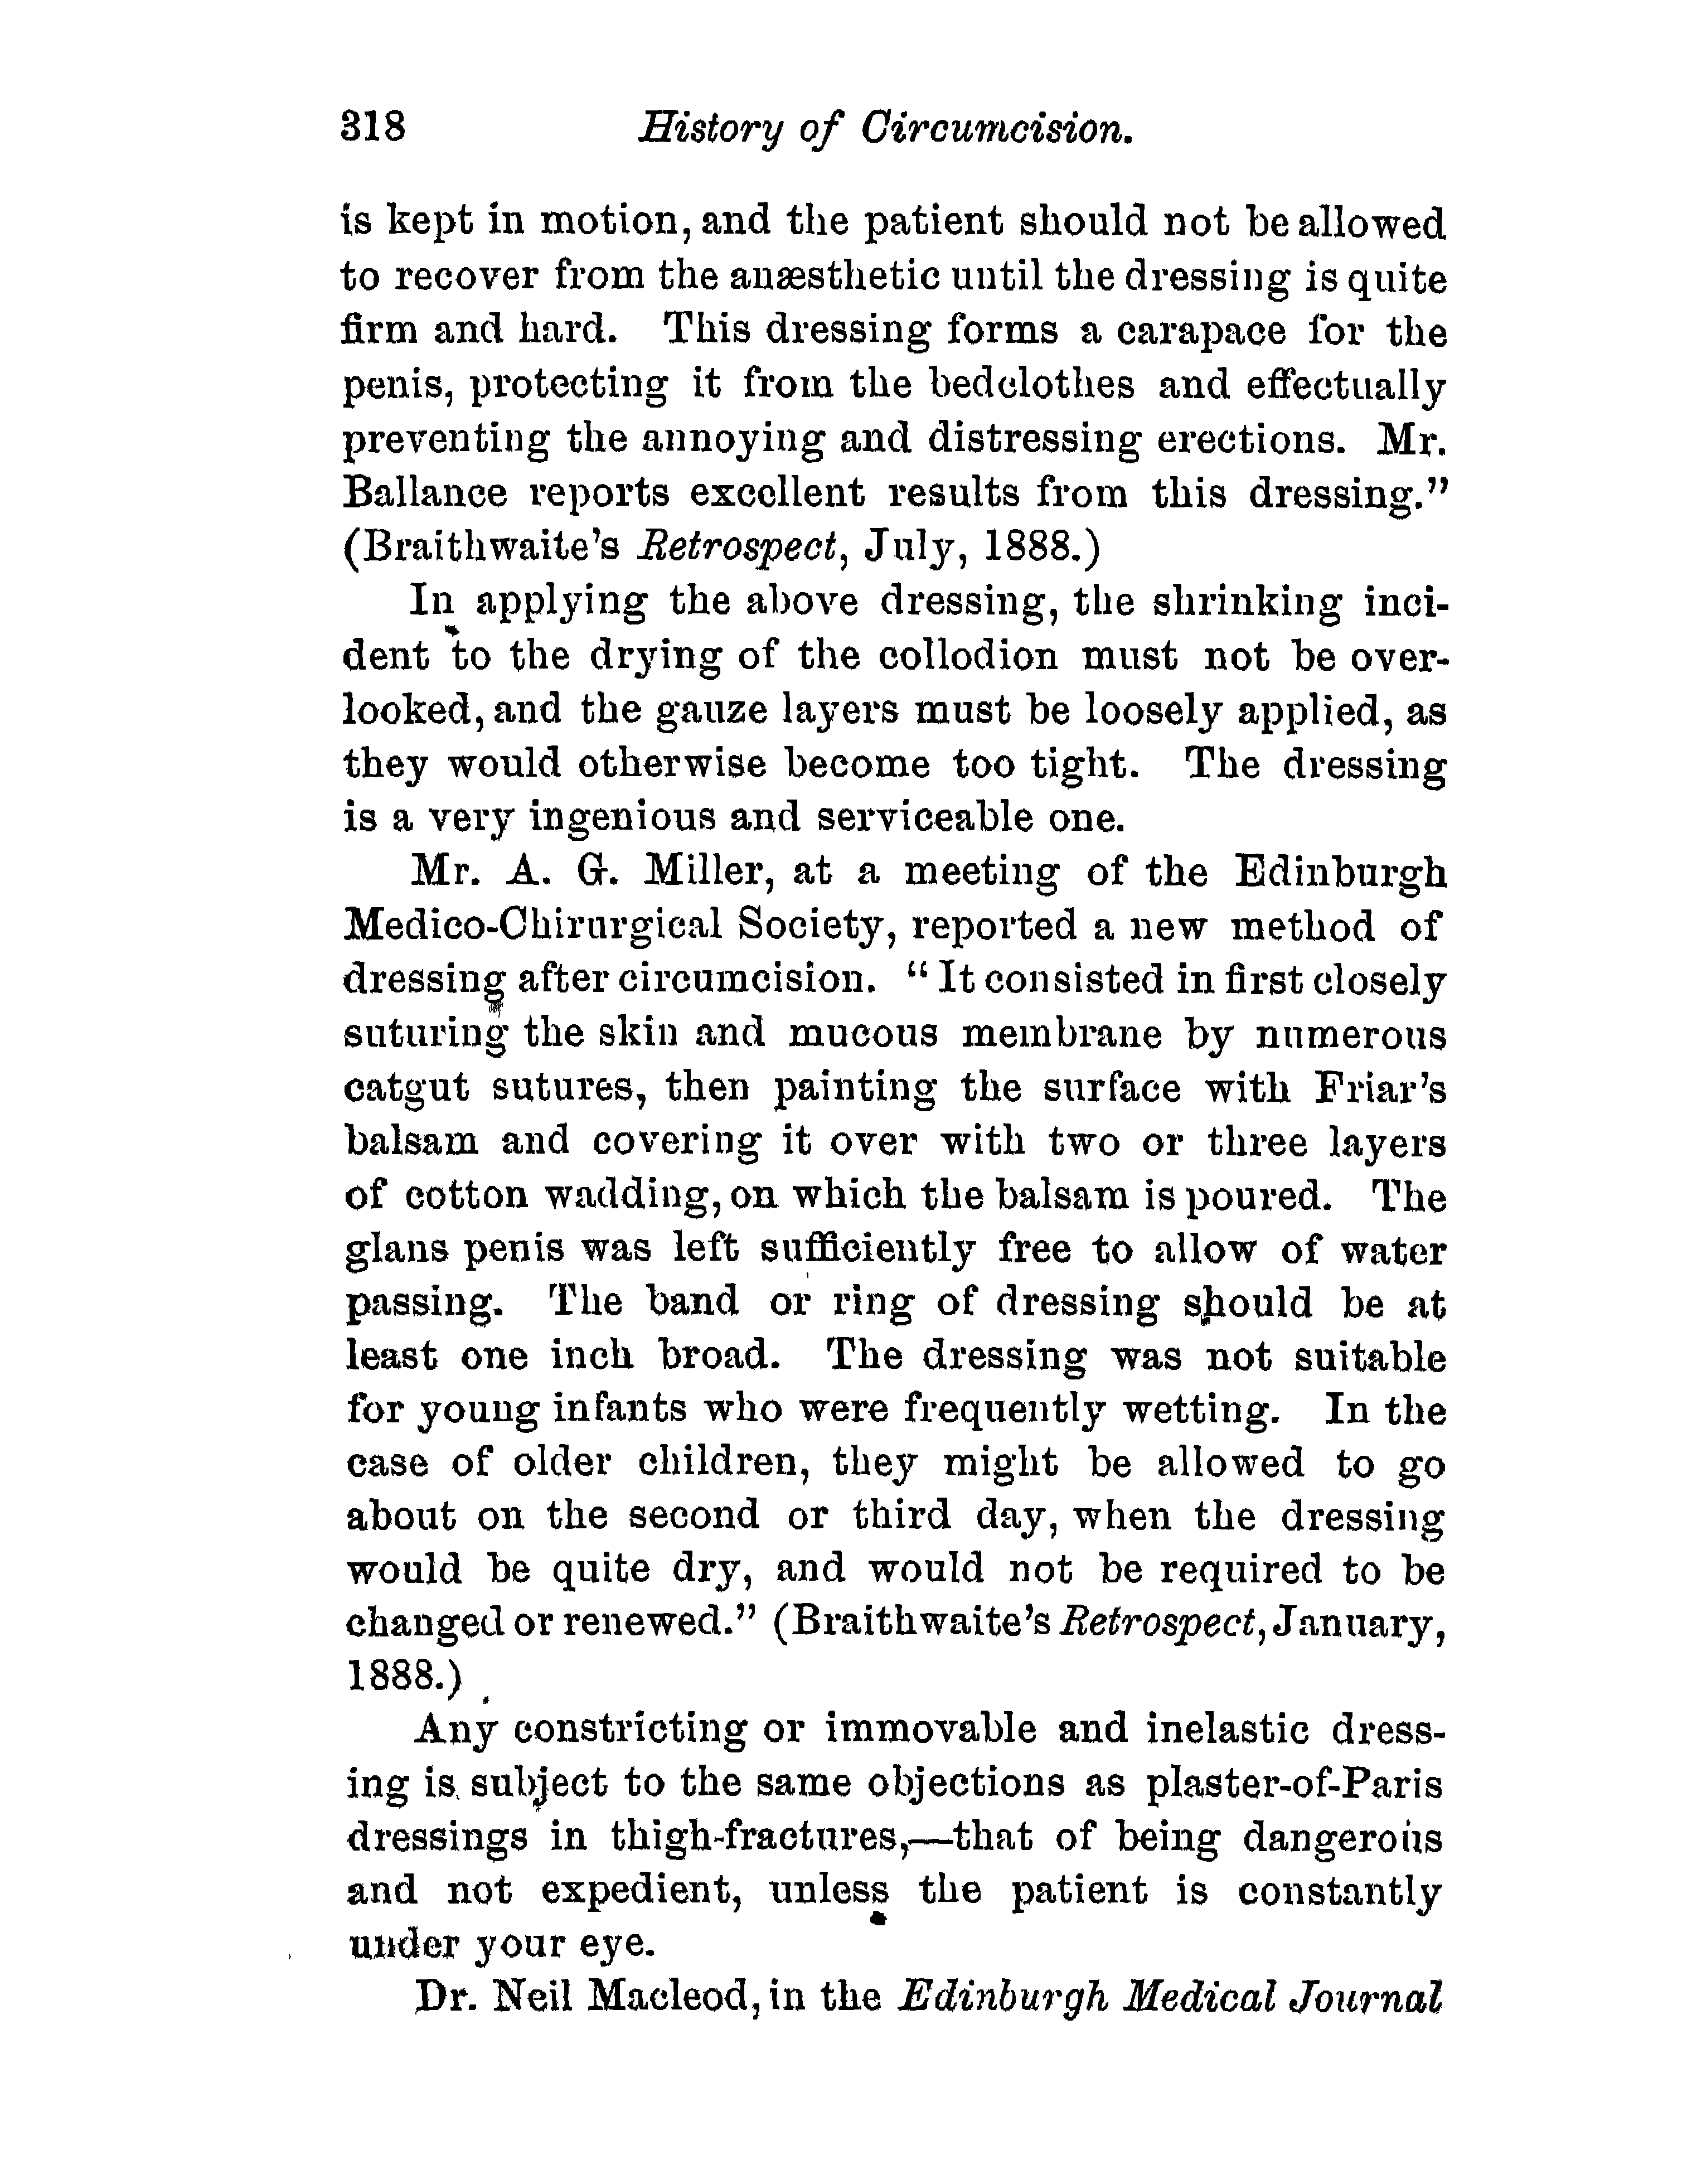 318 History of Circumcision.
is kept in motion, and the patient should not be allowed
to recover from the anæsthetic until the dressing is quite
firm and hard. This dressing forms a carapace for the
penis, protecting it from the bedclothes and effectually
preventing the annoying and distressing erections. Mr.
Ballance reports excellent results from this dressing.”
(Braithwaite’s Retrospect, July, 1888.)
In applying the above dressing, the shrinking inci-
dent to the drying of the collodion must not be over-
looked, and the gauze layers must be loosely applied, as
they would otherwise become too tight. The dressing
is a very ingenious and serviceable one.
Mr. A. G. Miller, at a meeting of the Edinburgh
Medico-Chirurgical Society, reported a new method of
dressing after circumcision. “It consisted in first closely
suturing the skin and mucous membrane by numerous
catgut sutures, then painting the surface with Friar’s
balsam and covering it over with two or three layers
of cotton wadding, on which the balsam is poured. The
glans penis was left sufficiently free to allow of water
passing. The band or ring of dressing should be at
least one inch broad. The dressing was not suitable
for young infants who were frequently wetting. In the
case of older children, they might be allowed to go
about on the second or third day, when the dressing
would be quite dry, and would not be required to be
changed or renewed.” (Braithwaite’s Retrospect, January,
1888.)
Any constricting or immovable and inelastic dress-
ing is subject to the same objections as plaster-of-Paris
dressings in thigh-fractures,—that of being dangerous
and not expedient, unless the patient is constantly
under your eye.
Dr. Neil Macleod, in the Edinburgh Medical Journal